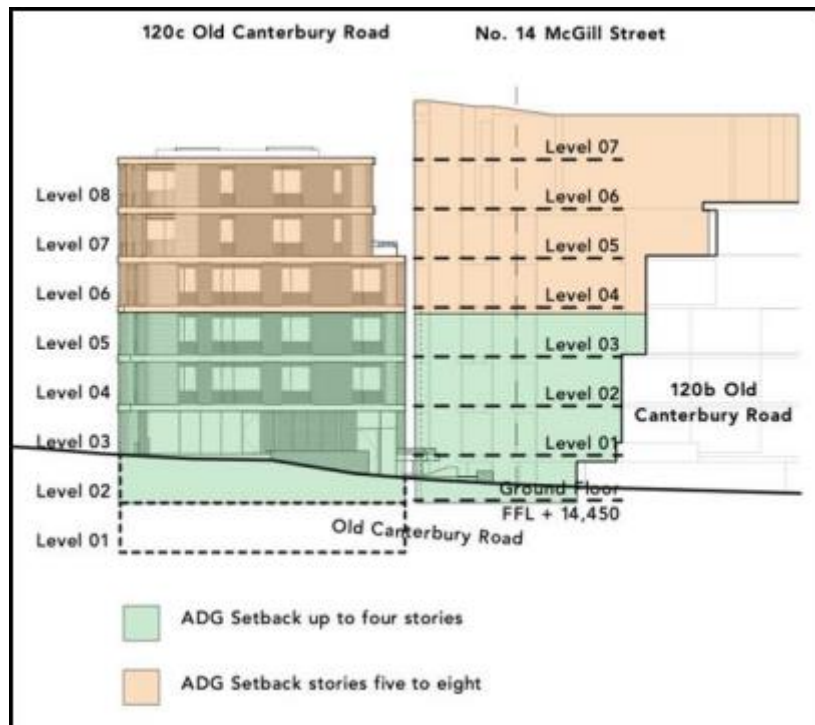 120c Old Canterbury Road
No. 14 McGill Street
Level 08
Level 07
Level 06
Level 05
Level 04
Level 03
Level 02
Level 01
Level 07
Level 06
Level 05
Level 04
Level 03
Level 02
Level 01
Ground Floor
FFL + 14,450
120b Old
Canterbury Road
Old Canterbury Road
ADG Setback up to four stories
ADG Setback stories five to eight